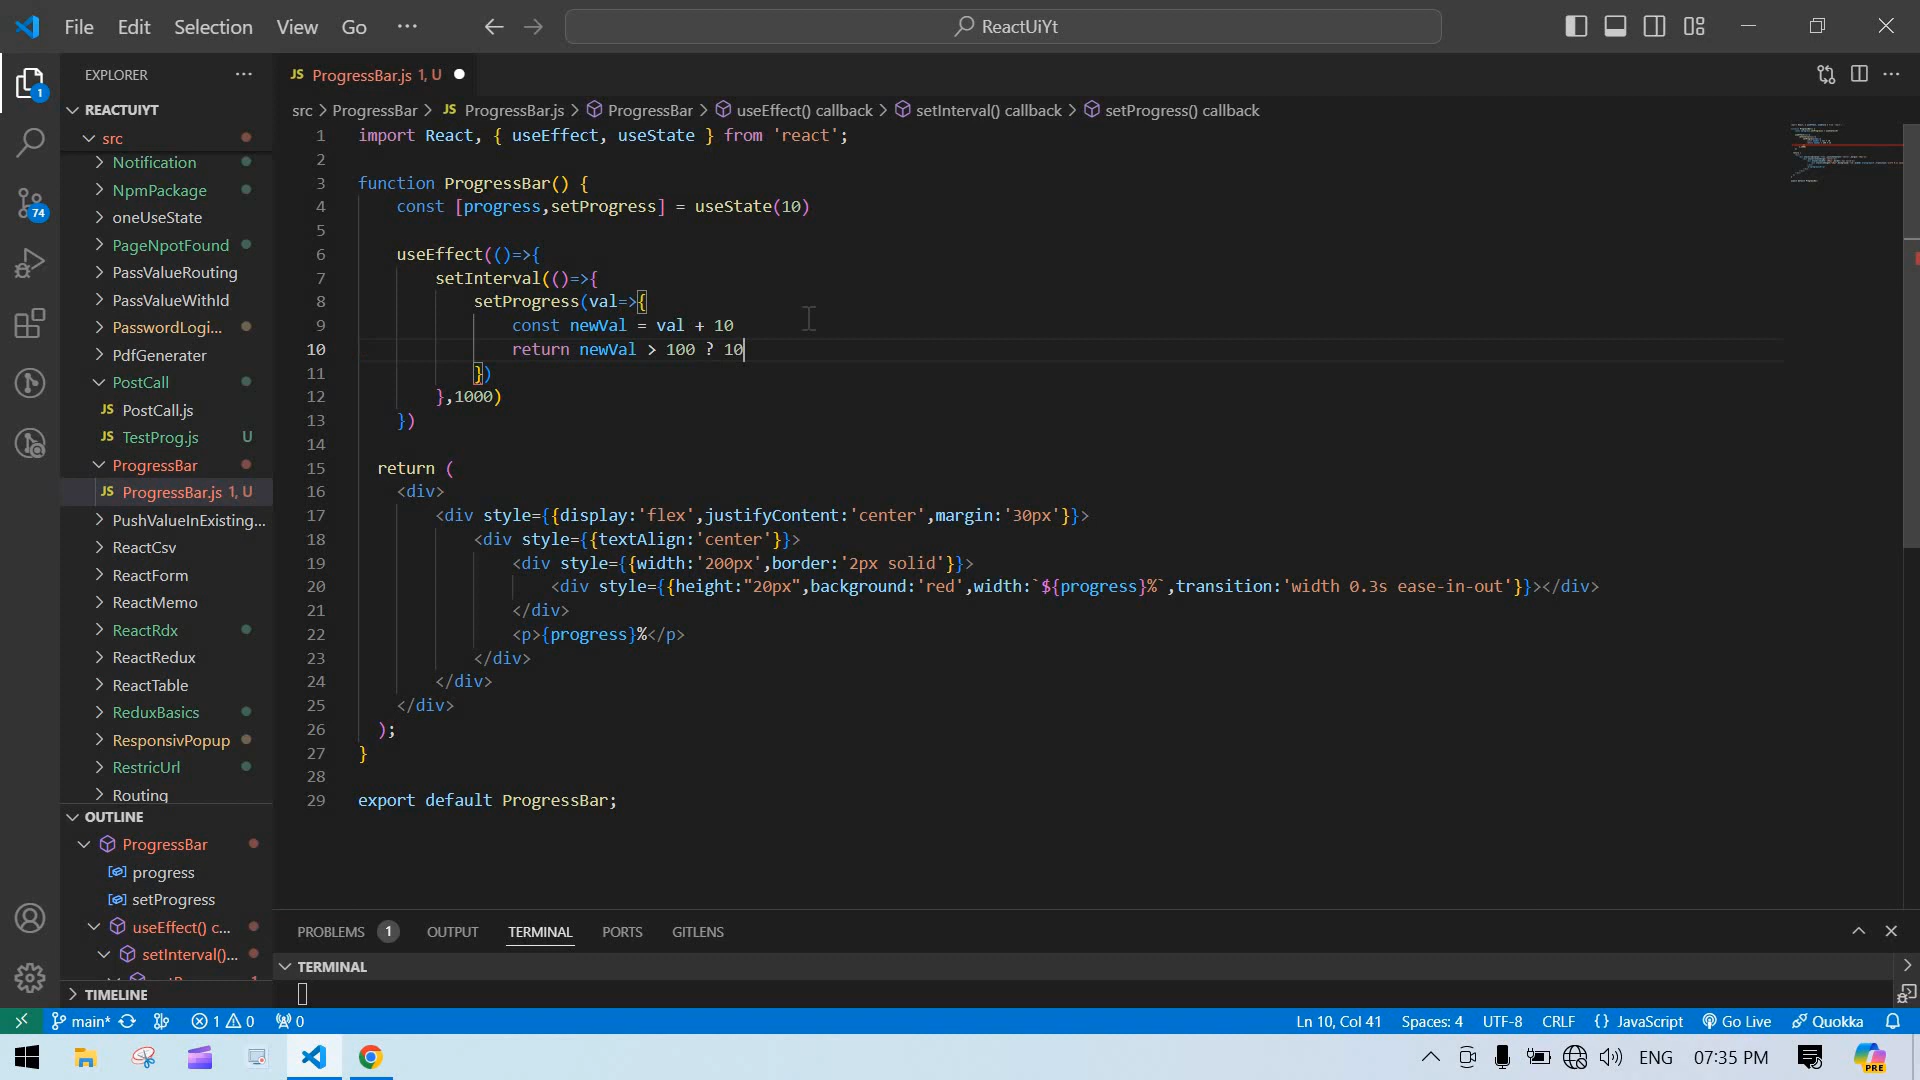 File Edit Selection View Go ··· ReactUiYt
EXPLORER ···
REACTUIYT
src
Notification
NpmPackage
oneUseState
PageNpotFound
PassValueRouting
PassValueWithId
PasswordLogi...
PdfGenerater
PostCall
JS PostCall.js
JS TestProg.js U
ProgressBar
JS ProgressBar.js 1, U
PushValueInExisting...
ReactCsv
ReactForm
ReactMemo
ReactRdx
ReactRedux
ReactTable
ReduxBasics
ResponsivPopup
RestricUrl
Routing
OUTLINE
ProgressBar
progress
setProgress
useEffect() c...
setInterval()...
TIMELINE
1
74
JS ProgressBar.js 1, U
src > ProgressBar > JS ProgressBar.js > ProgressBar > useEffect() callback > setInterval() callback > setProgress() callback
1 import React, { useEffect, useState } from 'react';
2
3 function ProgressBar() {
4 const [progress,setProgress] = useState(10)
5
6 useEffect(()=>{
7 setInterval(()=>{
8 setProgress(val=>{
9 const newVal = val + 10
10 return newVal > 100 ? 10
11 })
12 },1000)
13 })
14
15 return (
16 <div>
17 <div style={{display:'flex',justifyContent:'center',margin:'30px'}}>
18 <div style={{textAlign:'center'}}>
19 <div style={{width:'200px',border:'2px solid'}}>
20 <div style={{height:"20px",background:'red',width:`${progress}%`,transition:'width 0.3s ease-in-out'}}></div>
21 </div>
22 <p>{progress}%</p>
23 </div>
24 </div>
25 </div>
26 );
27 }
28
29 export default ProgressBar;
PROBLEMS 1 OUTPUT TERMINAL PORTS GITLENS
TERMINAL
main* 1 0 0 Ln 10, Col 41 Spaces: 4 UTF-8 CRLF {} JavaScript Go Live Quokka
ENG 07:35 PM PRE